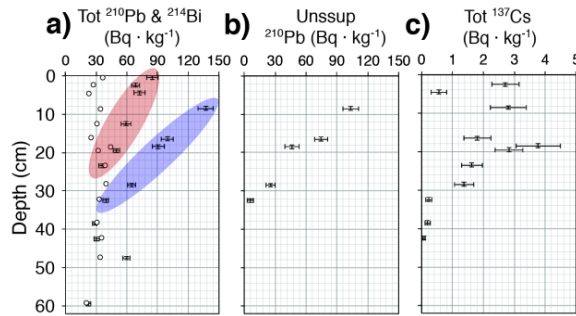 a) Tot ²¹⁰Pb & ²¹⁴Bi
(Bq · kg⁻¹)
b) Unssup
²¹⁰Pb (Bq · kg⁻¹)
c) Tot ¹³⁷Cs
(Bq · kg⁻¹)
0 30 60 90 120 150
0 30 60 90 120 150
0 1 2 3 4 5
Depth (cm)
0
10
20
30
40
50
60